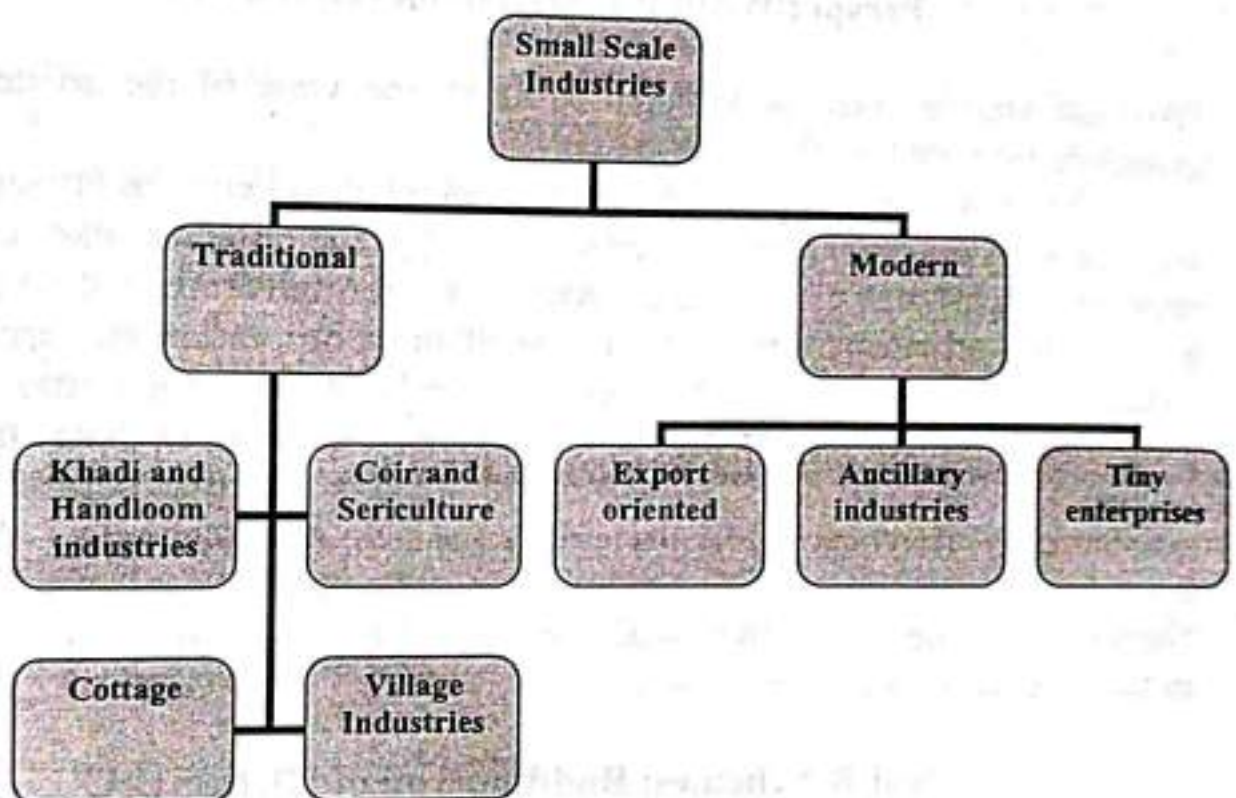 Small Scale
Industries
Traditional
Modern
Khadi and
Handloom
industries
Coir and
Sericulture
Export
oriented
Ancillary
industries
Tiny
enterprises
Cottage
Village
Industries